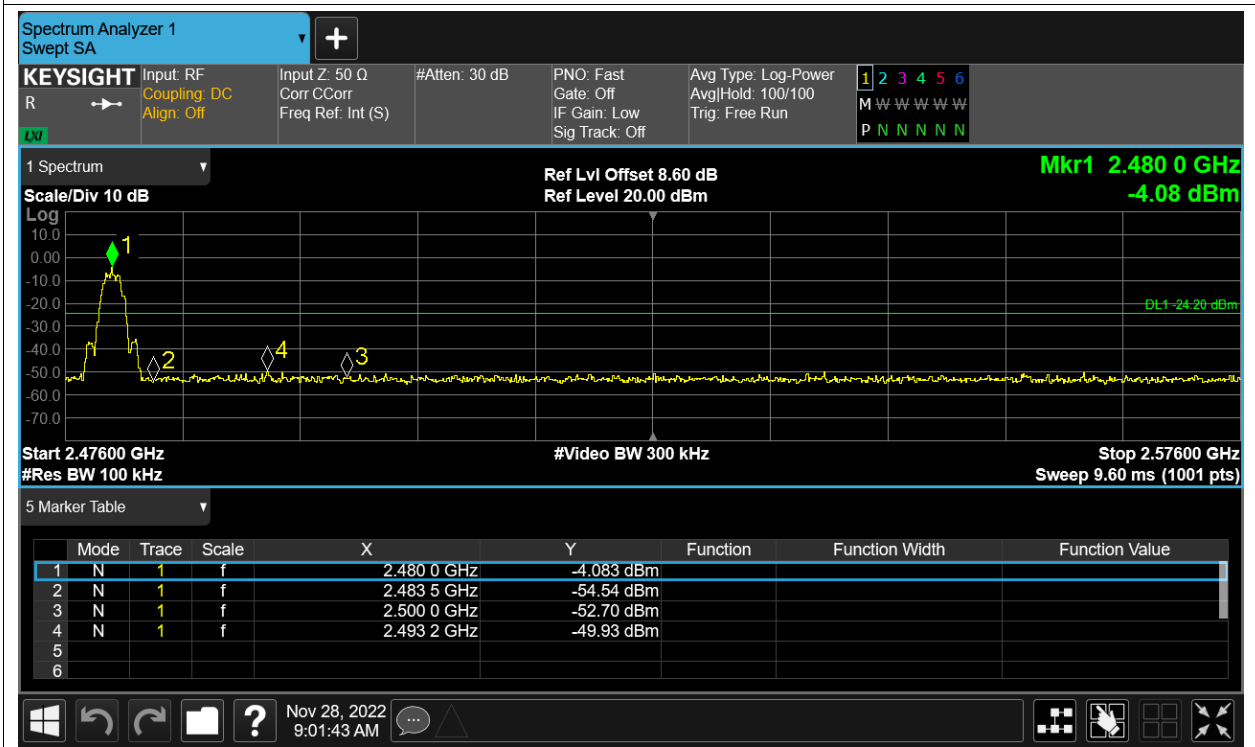 Spectrum Analyzer 1
Swept SA
KEYSIGHT
R
LXI
Input: RF
Coupling: DC
Align: Off
Input Z: 50 Ω
Corr CCorr
Freq Ref: Int (S)
#Atten: 30 dB
PNO: Fast
Gate: Off
IF Gain: Low
Sig Track: Off
Avg Type: Log-Power
Avg|Hold: 100/100
Trig: Free Run
1 2 3 4 5 6
M W W W W W
P N N N N N
1 Spectrum
Scale/Div 10 dB
Ref Lvl Offset 8.60 dB
Ref Level 20.00 dBm
Mkr1 2.480 0 GHz
-4.08 dBm
Log
10.0
0.00
-10.0
-20.0
-30.0
-40.0
-50.0
-60.0
-70.0
1
2
4
3
DL1 -24.20 dBm
Start 2.47600 GHz
#Res BW 100 kHz
#Video BW 300 kHz
Stop 2.57600 GHz
Sweep 9.60 ms (1001 pts)
5 Marker Table
Mode Trace Scale X Y Function Function Width Function Value
1 N 1 f 2.480 0 GHz -4.083 dBm
2 N 1 f 2.483 5 GHz -54.54 dBm
3 N 1 f 2.500 0 GHz -52.70 dBm
4 N 1 f 2.493 2 GHz -49.93 dBm
5
6
?
Nov 28, 2022
9:01:43 AM